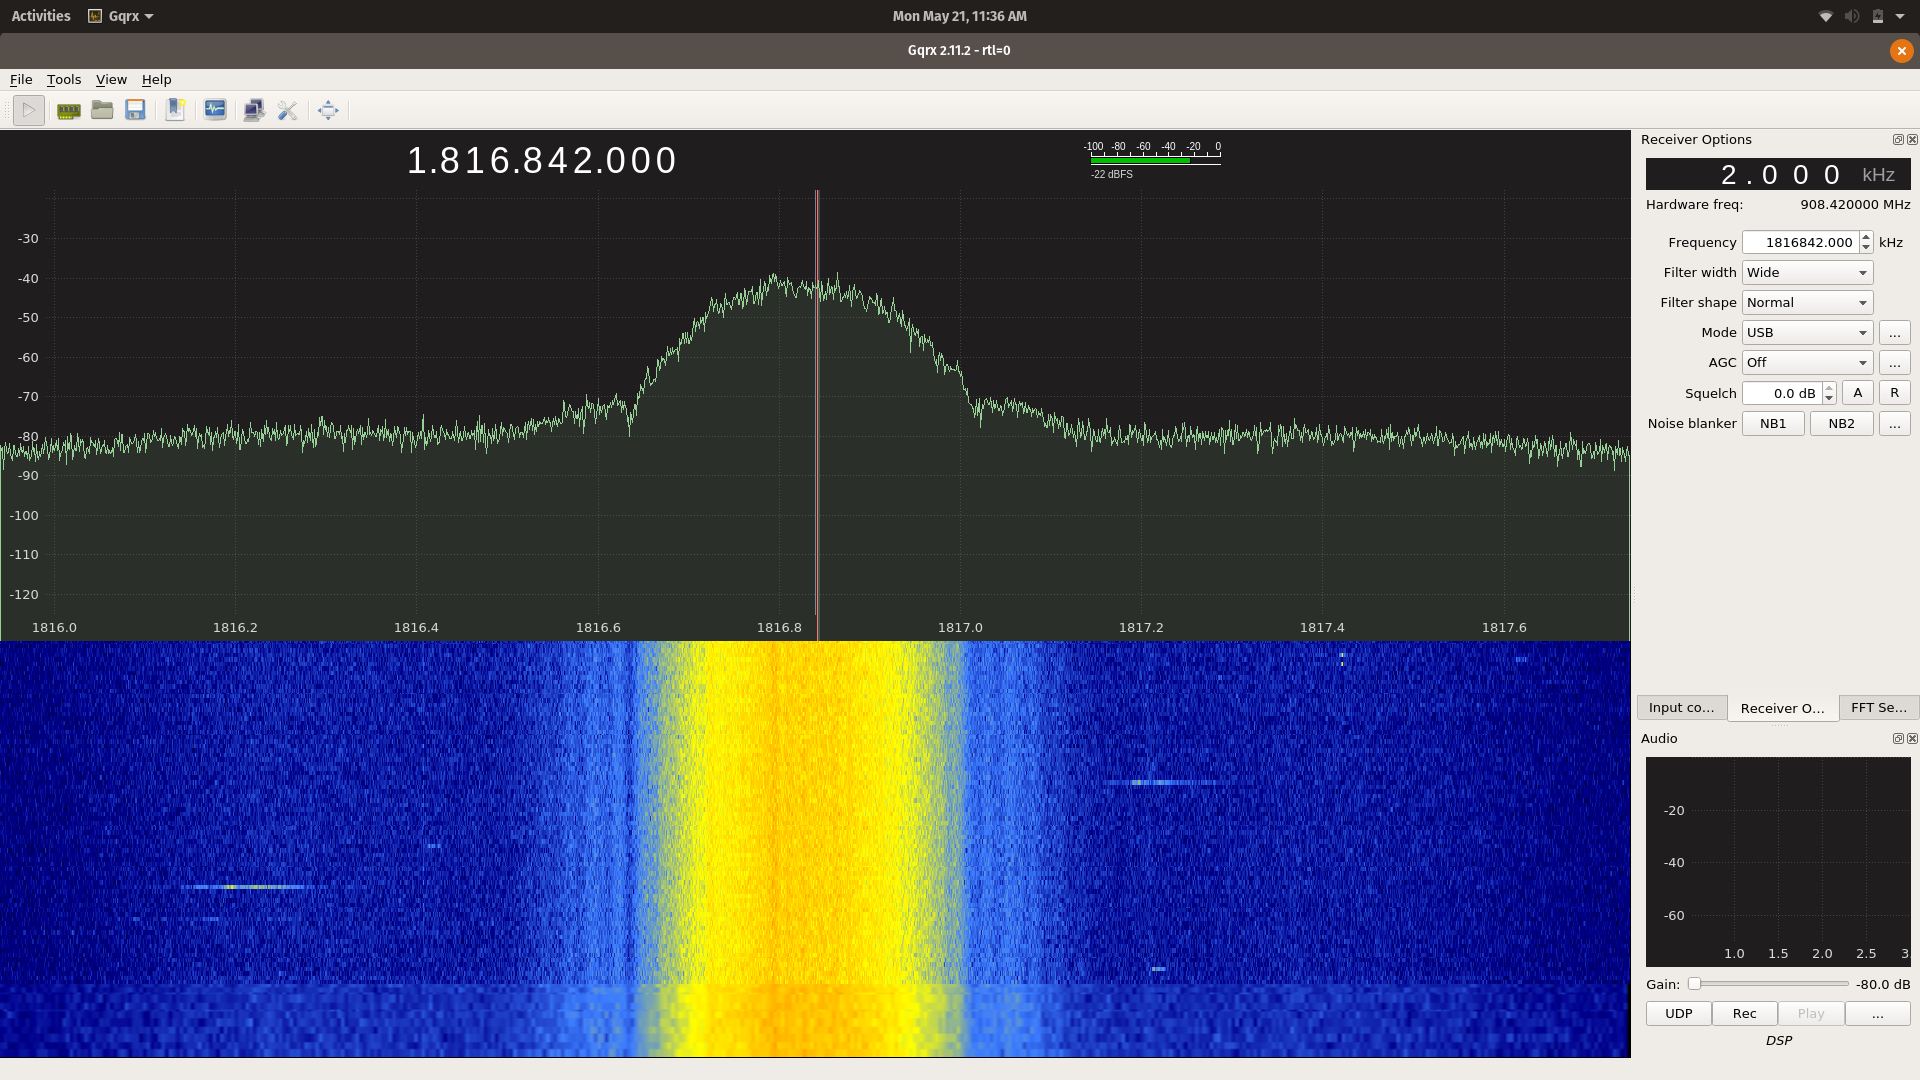 Activities Gqrx Mon May 21, 11:36 AM
Gqrx 2.11.2 - rtl=0
File Tools View Help
1.816.842.000
-100 -80 -60 -40 -20 0
-22 dBFS
-30
-40
-50
-60
-70
-80
-90
-100
-110
-120
1816.0 1816.2 1816.4 1816.6 1816.8 1817.0 1817.2 1817.4 1817.6
Receiver Options
2.000 kHz
Hardware freq: 908.420000 MHz
Frequency 1816842.000 kHz
Filter width Wide
Filter shape Normal
Mode USB ...
AGC Off ...
Squelch 0.0 dB A R
Noise blanker NB1 NB2 ...
Input co... Receiver O... FFT Se...
Audio
-20
-40
-60
1.0 1.5 2.0 2.5 3.
Gain: -80.0 dB
UDP Rec Play ...
DSP